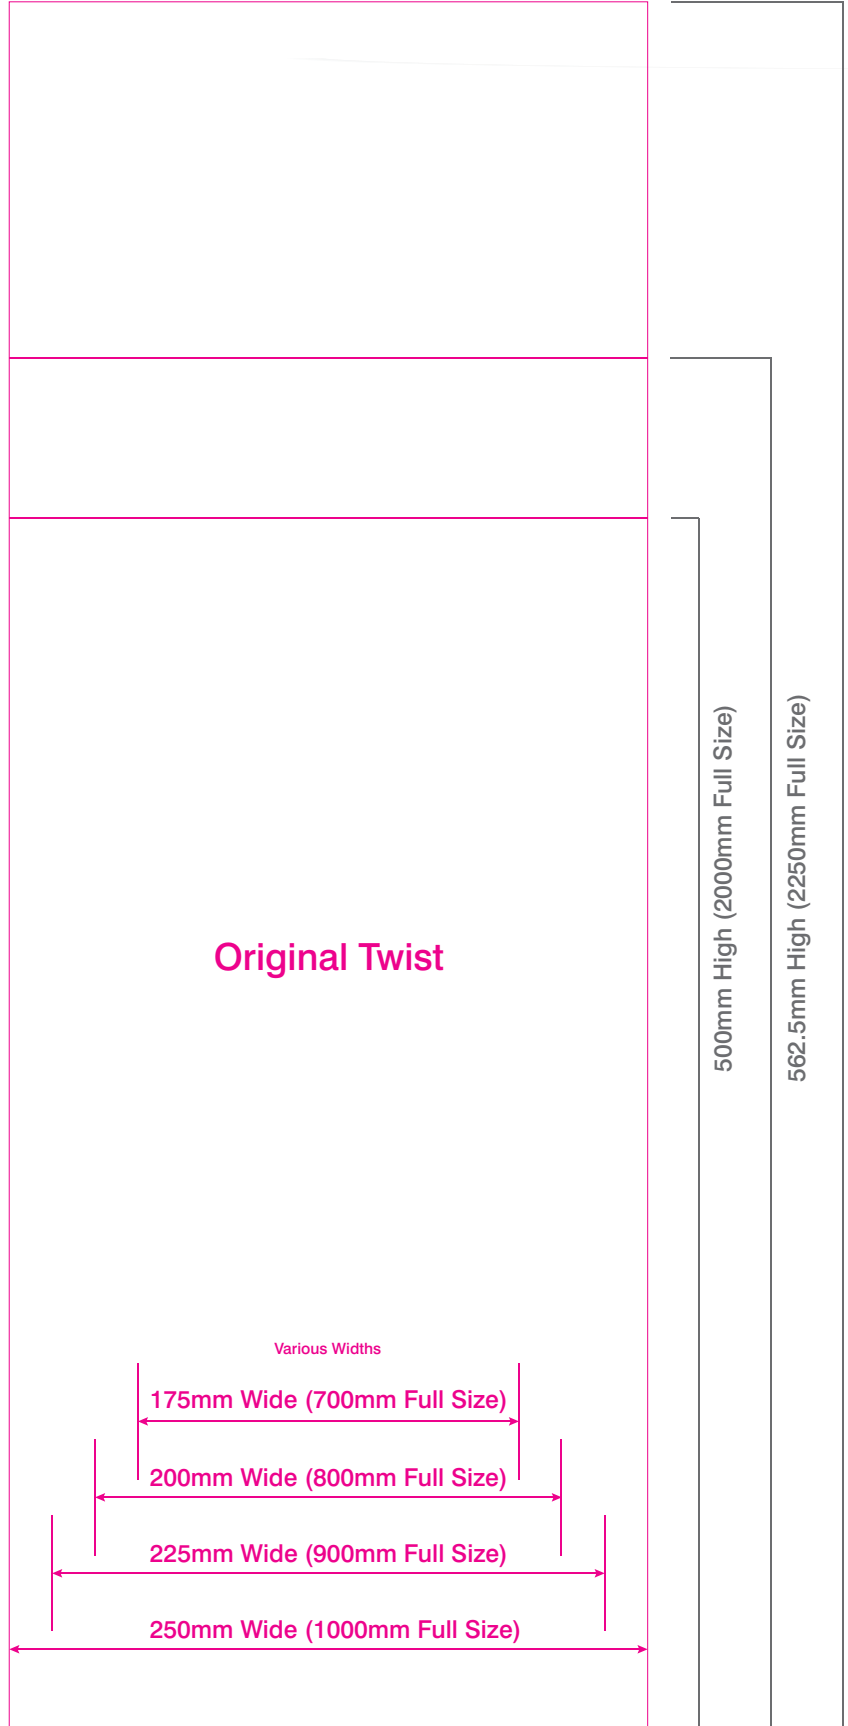 500mm High (2000mm Full Size)
562.5mm High (2250mm Full Size)
Original Twist
Various Widths
175mm Wide (700mm Full Size)
200mm Wide (800mm Full Size)
225mm Wide (900mm Full Size)
250mm Wide (1000mm Full Size)